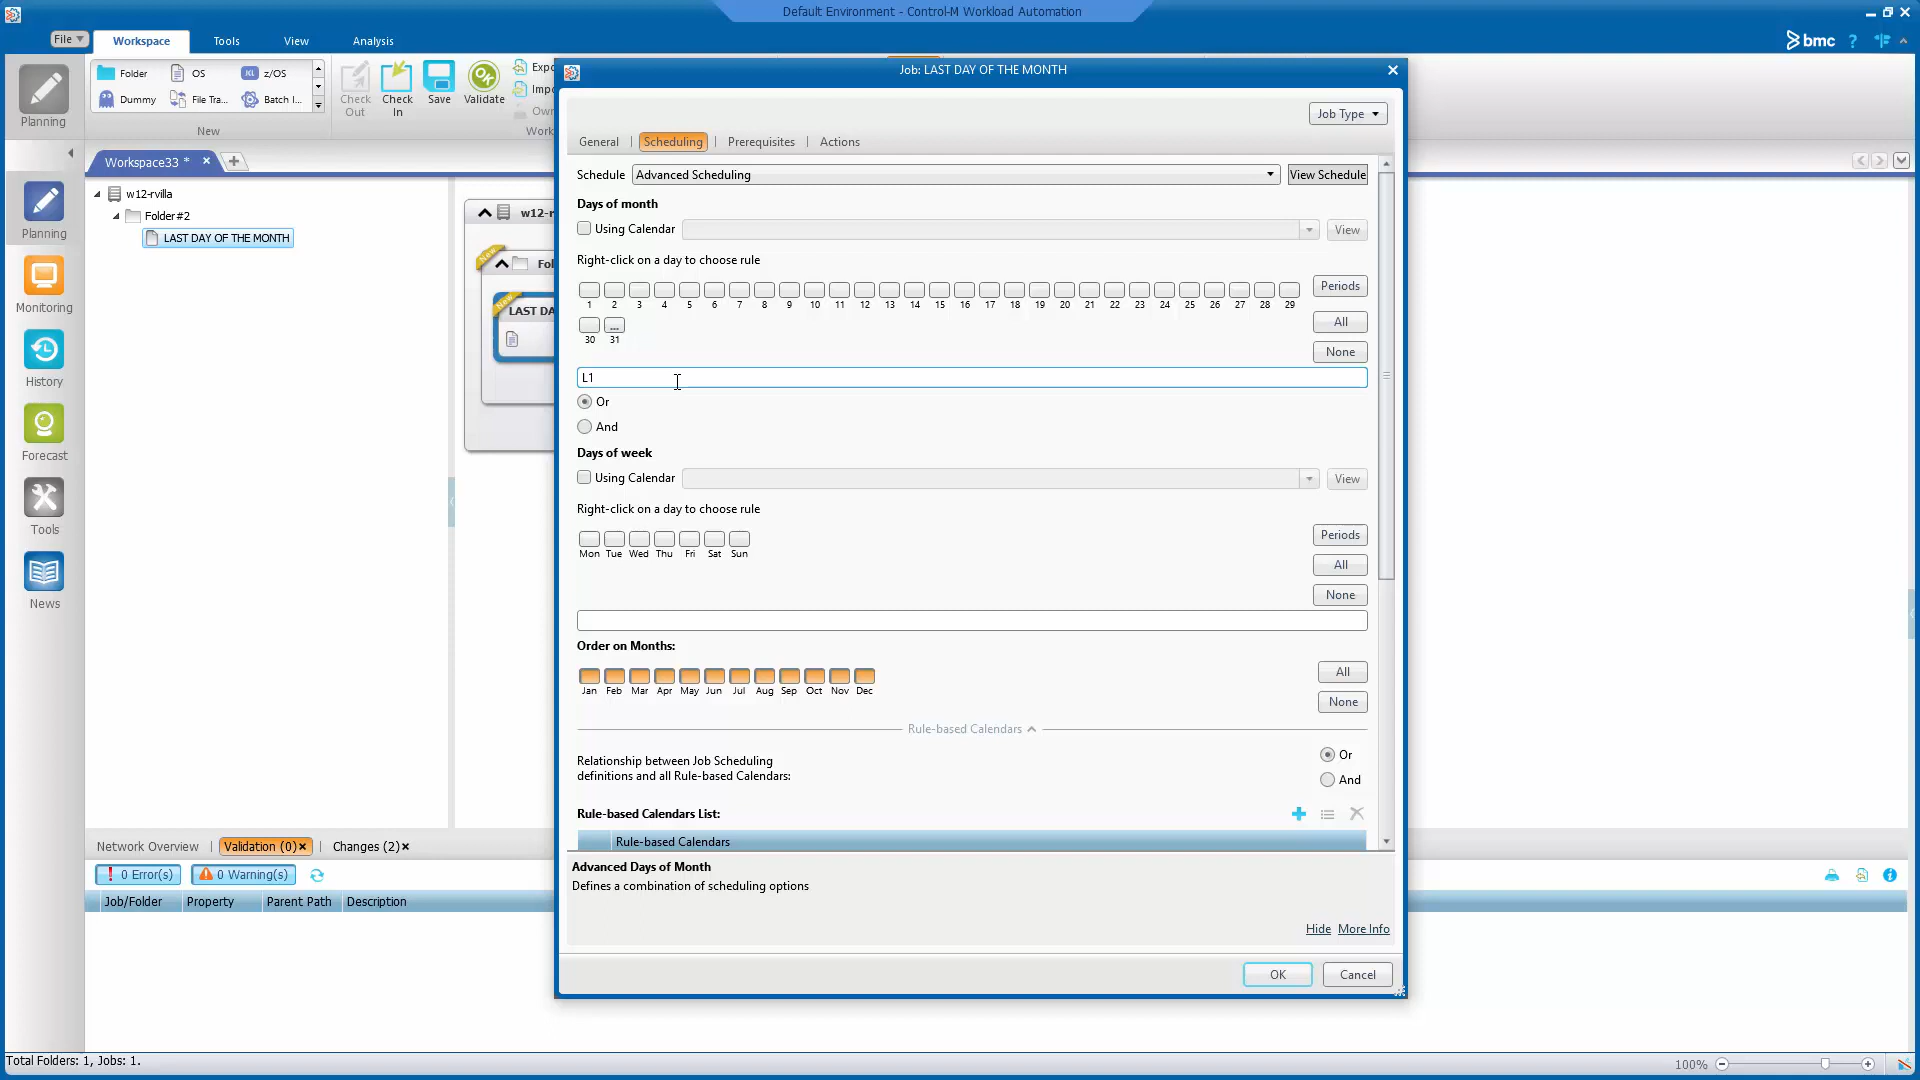 Default Environment - Control-M Workload Automation
File
Workspace
Tools
View
Analysis
bmc
?
Folder
OS
z/OS
Dummy
File Tra...
Batch I...
New
Check Out
Check In
Save
Validate
Planning
Workspace33 *
w12-rvilla
Folder#2
LAST DAY OF THE MONTH
Planning
Monitoring
History
Forecast
Tools
News
LAST DA
Job: LAST DAY OF THE MONTH
Job Type
General
Scheduling
Prerequisites
Actions
Schedule
Advanced Scheduling
View Schedule
Days of month
Using Calendar
View
Right-click on a day to choose rule
1 2 3 4 5 6 7 8 9 10 11 12 13 14 15 16 17 18 19 20 21 22 23 24 25 26 27 28 29
Periods
...
30 31
All
None
L1
Or
And
Days of week
Using Calendar
View
Right-click on a day to choose rule
Mon Tue Wed Thu Fri Sat Sun
Periods
All
None
Order on Months:
Jan Feb Mar Apr May Jun Jul Aug Sep Oct Nov Dec
All
None
Rule-based Calendars
Relationship between Job Scheduling
definitions and all Rule-based Calendars:
Or
And
Rule-based Calendars List:
Rule-based Calendars
Advanced Days of Month
Defines a combination of scheduling options
Hide More Info
OK
Cancel
Network Overview
Validation (0)
Changes (2)
0 Error(s)
0 Warning(s)
Job/Folder
Property
Parent Path
Description
Total Folders: 1, Jobs: 1.
100%